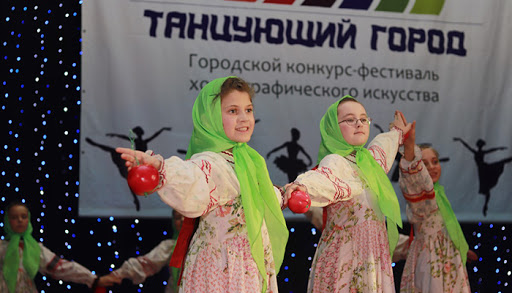 ТАНЦУЮЩИЙ ГОРОД
Городской конкурс-фестиваль
искусства